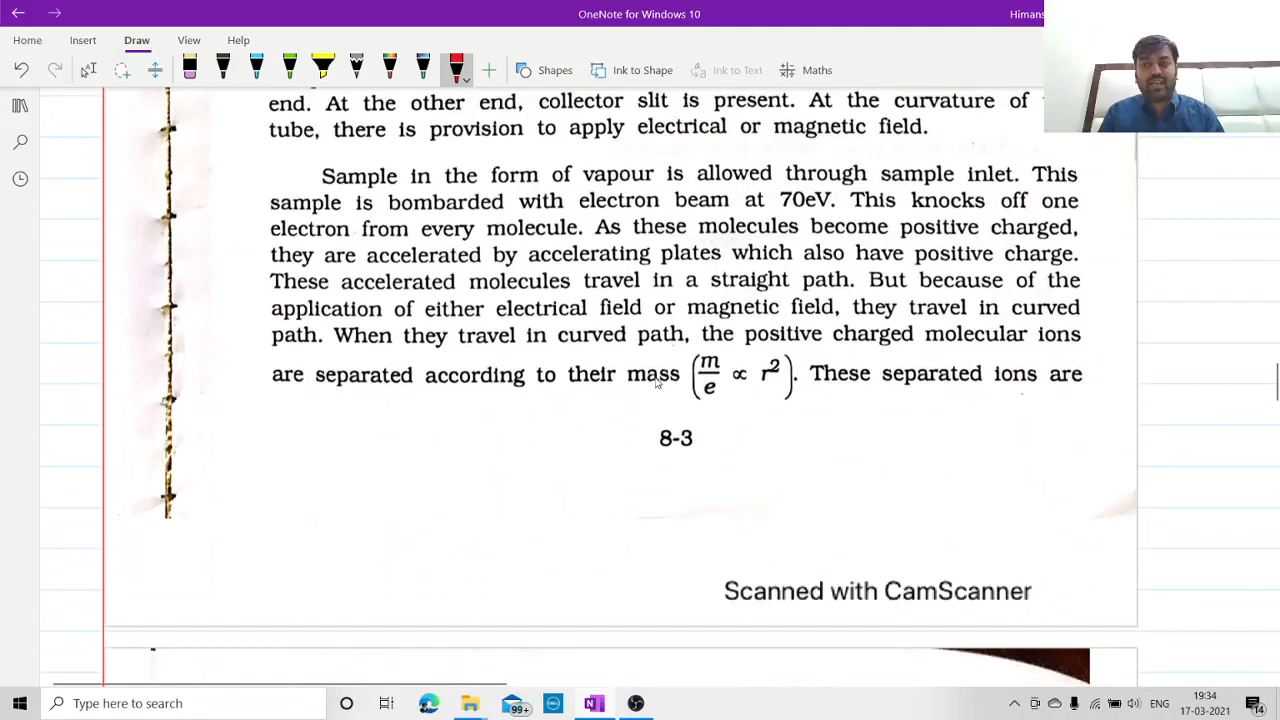 OneNote for Windows 10
Himans
Home Insert Draw View Help
Shapes Ink to Shape Ink to Text Maths
end. At the other end, collector slit is present. At the curvature of
tube, there is provision to apply electrical or magnetic field.
Sample in the form of vapour is allowed through sample inlet. This
sample is bombarded with electron beam at 70eV. This knocks off one
electron from every molecule. As these molecules become positive charged,
they are accelerated by accelerating plates which also have positive charge.
These accelerated molecules travel in a straight path. But because of the
application of either electrical field or magnetic field, they travel in curved
path. When they travel in curved path, the positive charged molecular ions
are separated according to their mass (m/e ∝ r²). These separated ions are
8-3
Scanned with CamScanner
Type here to search
99+
DELL
19:34
17-03-2021
14